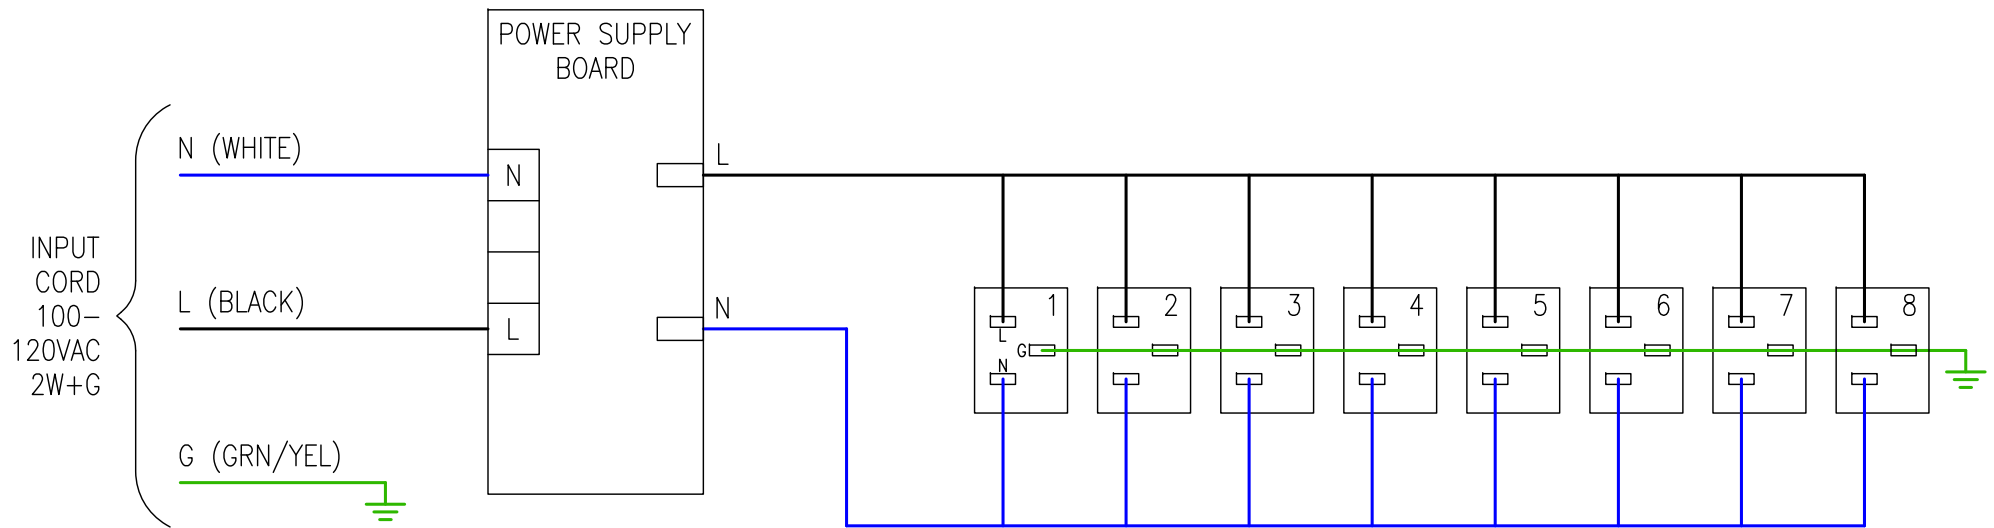 POWER SUPPLY
BOARD
N (WHITE)
N
L
INPUT
CORD
100-
120VAC
2W+G
L (BLACK)
L
N
G (GRN/YEL)
1
2
3
4
5
6
7
8
L
G
N